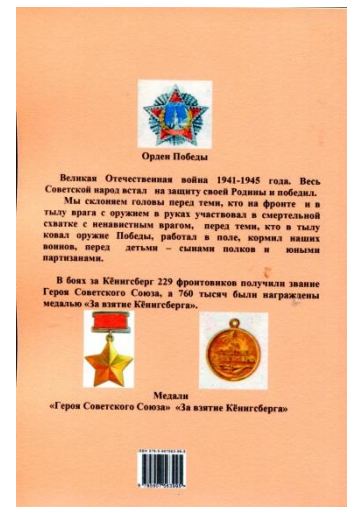 Орден Победы
Великая Отечественная война 1941-1945 года. Весь
Советской народ встал на защиту своей Родины и победил.
Мы склоняем головы перед теми, кто на фронте и в
тылу врага с оружием в руках участвовал в смертельной
схватке с ненавистным врагом, перед теми, кто в тылу
ковал оружие Победы, работал в поле, кормил наших
воинов, перед детьми – сынами полков и юными
партизанами.
В боях за Кёнигсберг 229 фронтовиков получили звание
Героя Советского Союза, а 760 тысяч были награждены
медалью «За взятие Кёнигсберга».
Медали
«Героя Советского Союза» «За взятие Кёнигсберга»